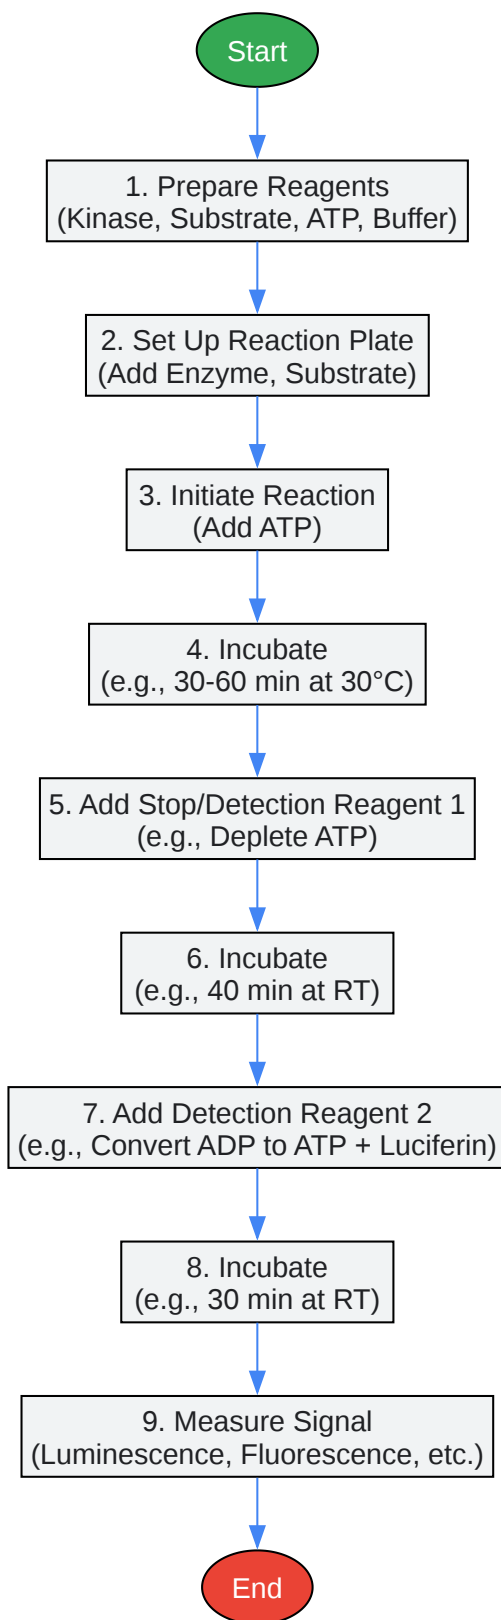 Start
1. Prepare Reagents
(Kinase, Substrate, ATP, Buffer)
2. Set Up Reaction Plate
(Add Enzyme, Substrate)
3. Initiate Reaction
(Add ATP)
4. Incubate
(e.g., 30-60 min at 30°C)
5. Add Stop/Detection Reagent 1
(e.g., Deplete ATP)
6. Incubate
(e.g., 40 min at RT)
7. Add Detection Reagent 2
(e.g., Convert ADP to ATP + Luciferin)
8. Incubate
(e.g., 30 min at RT)
9. Measure Signal
(Luminescence, Fluorescence, etc.)
End